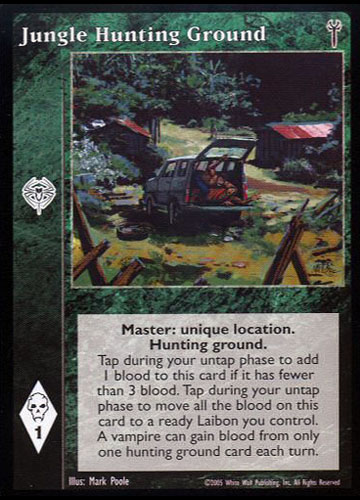 Jungle Hunting Ground
Master: unique location.
Hunting ground.
Tap during your untap phase to add
1 blood to this card if it has fewer
than 3 blood. Tap during your untap
phase to move all the blood on this
card to a ready Laibon you control.
A vampire can gain blood from only
one hunting ground card each turn.
1
Illus: Mark Poole
©2005 White Wolf Publishing, Inc. All Rights Reserved